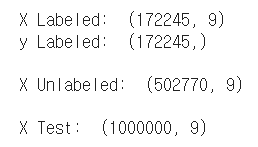 X Labeled:  (172245, 9)
y Labeled:  (172245,)
X Unlabeled:  (502770, 9)
X Test:  (1000000, 9)